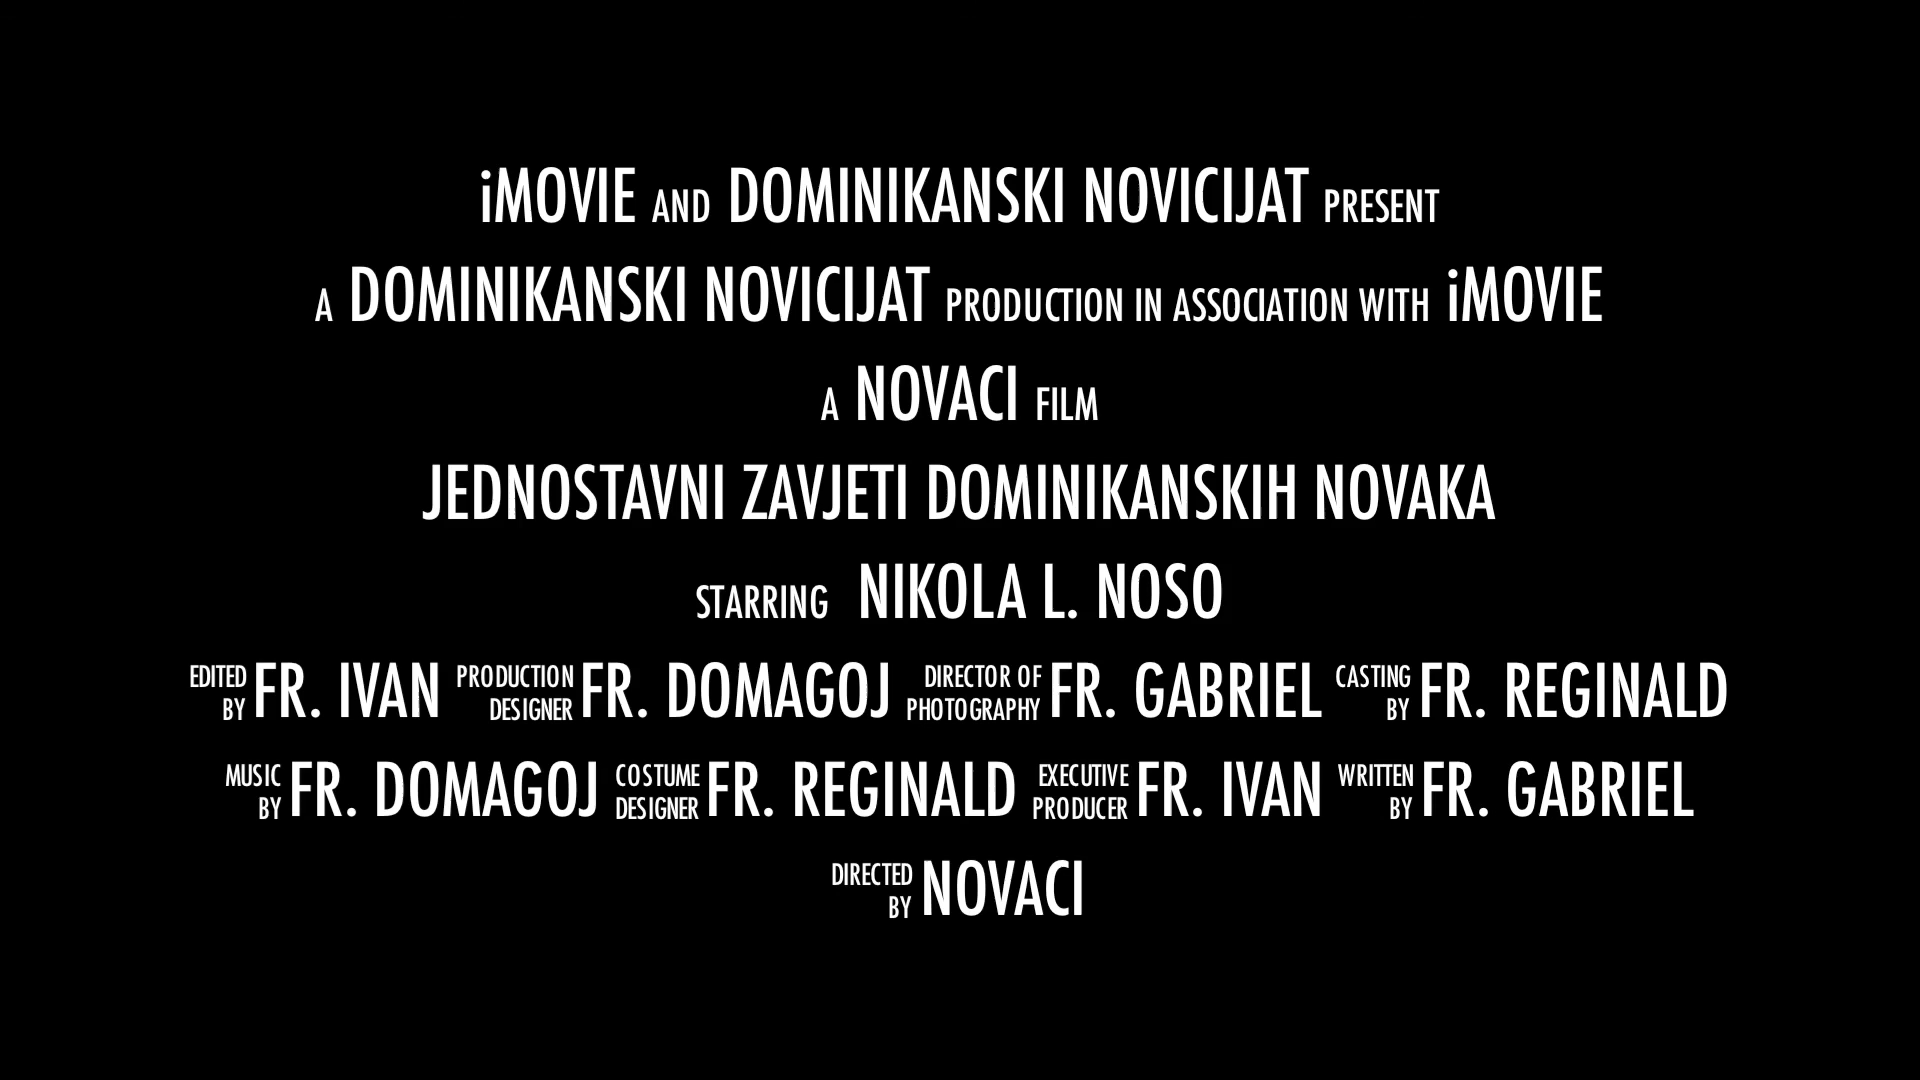 iMOVIE AND DOMINIKANSKI NOVICIJAT PRESENT
A DOMINIKANSKI NOVICIJAT PRODUCTION IN ASSOCIATION WITH iMOVIE
A NOVACI FILM
JEDNOSTAVNI ZAVJETI DOMINIKANSKIH NOVAKA
STARRING NIKOLA L. NOSO
EDITED BY FR. IVAN PRODUCTION DESIGNER FR. DOMAGOJ DIRECTOR OF PHOTOGRAPHY FR. GABRIEL CASTING BY FR. REGINALD
MUSIC BY FR. DOMAGOJ COSTUME DESIGNER FR. REGINALD EXECUTIVE PRODUCER FR. IVAN WRITTEN BY FR. GABRIEL
DIRECTED BY NOVACI